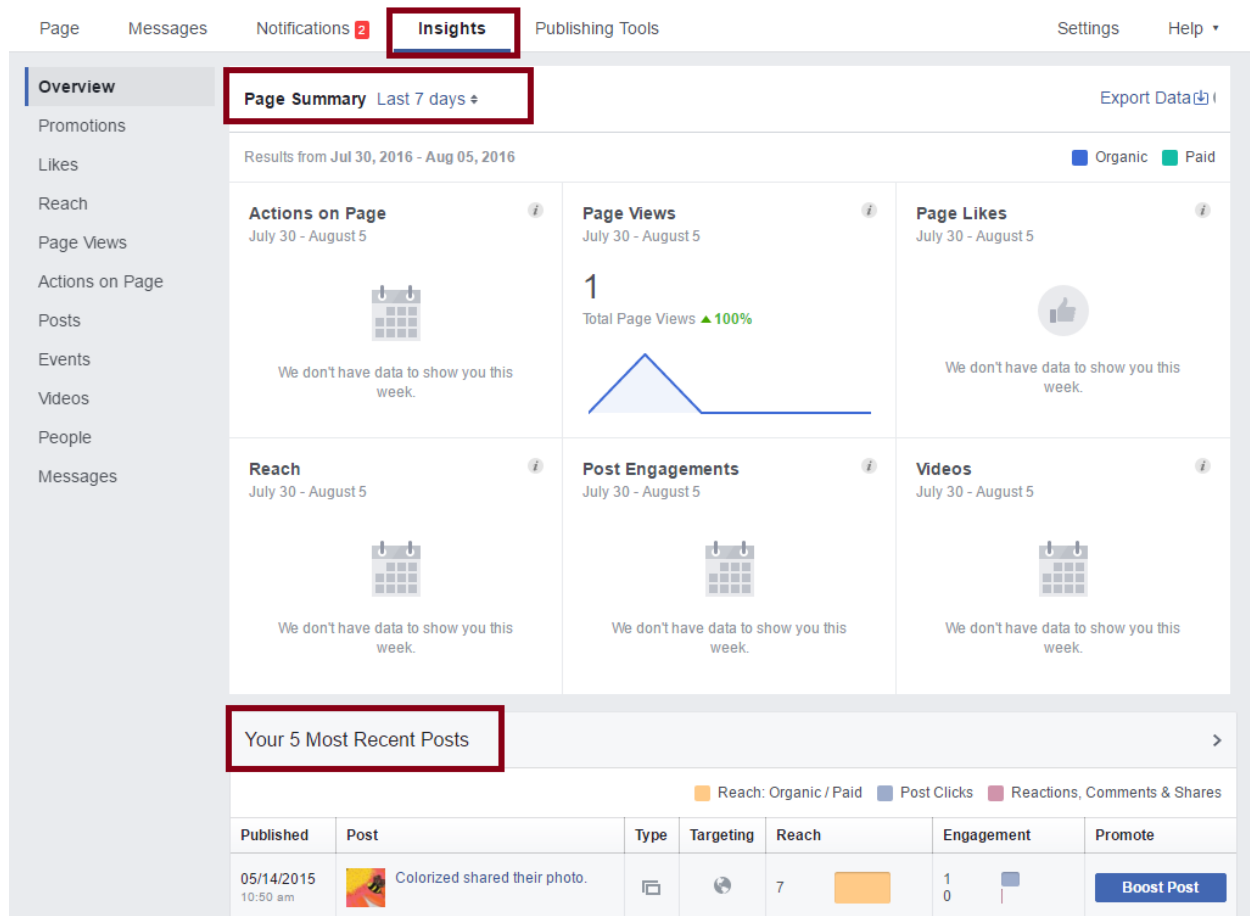 Page Messages Notifications 2 Insights Publishing Tools Settings Help
Overview
Promotions
Likes
Reach
Page Views
Actions on Page
Posts
Events
Videos
People
Messages
Page Summary Last 7 days Export Data
Results from Jul 30, 2016 - Aug 05, 2016 Organic Paid
Actions on Page i
July 30 - August 5
We don't have data to show you this
week.
Page Views i
July 30 - August 5
1
Total Page Views 100%
Page Likes i
July 30 - August 5
We don't have data to show you this
week.
Reach i
July 30 - August 5
We don't have data to show you this
week.
Post Engagements i
July 30 - August 5
We don't have data to show you this
week.
Videos i
July 30 - August 5
We don't have data to show you this
week.
Your 5 Most Recent Posts
Reach: Organic / Paid Post Clicks Reactions, Comments & Shares
Published Post Type Targeting Reach Engagement Promote
05/14/2015
10:50 am
Colorized shared their photo.
7
1
0
Boost Post